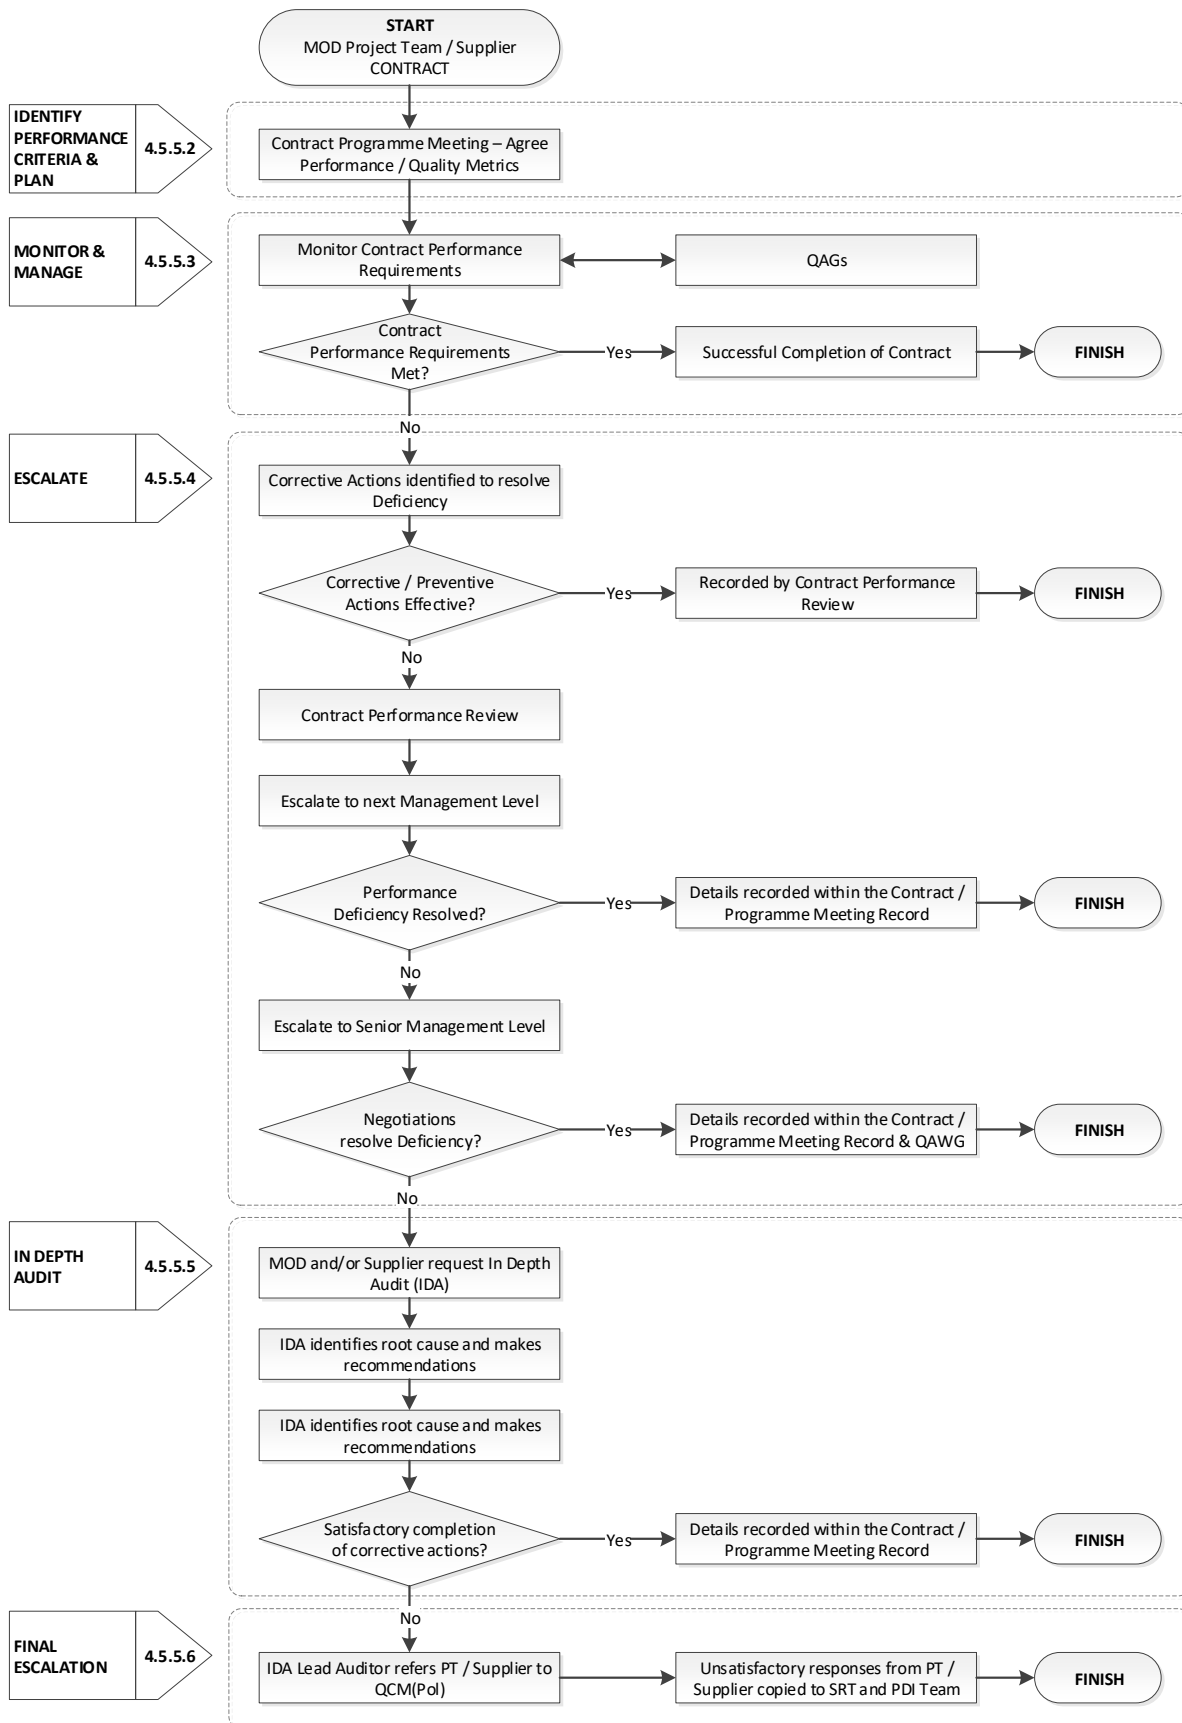 START
MOD Project Team / Supplier
CONTRACT
IDENTIFY
PERFORMANCE
CRITERIA &
PLAN
4.5.5.2
Contract Programme Meeting – Agree
Performance / Quality Metrics
MONITOR &
MANAGE
4.5.5.3
Monitor Contract Performance
Requirements
QAGs
Contract
Performance Requirements
Met?
Yes
Successful Completion of Contract
FINISH
No
ESCALATE
4.5.5.4
Corrective Actions identified to resolve
Deficiency
Corrective / Preventive
Actions Effective?
Yes
Recorded by Contract Performance
Review
FINISH
No
Contract Performance Review
Escalate to next Management Level
Performance
Deficiency Resolved?
Yes
Details recorded within the Contract /
Programme Meeting Record
FINISH
No
Escalate to Senior Management Level
Negotiations
resolve Deficiency?
Yes
Details recorded within the Contract /
Programme Meeting Record & QAWG
FINISH
No
IN DEPTH
AUDIT
4.5.5.5
MOD and/or Supplier request In Depth
Audit (IDA)
IDA identifies root cause and makes
recommendations
IDA identifies root cause and makes
recommendations
Satisfactory completion
of corrective actions?
Yes
Details recorded within the Contract /
Programme Meeting Record
FINISH
No
FINAL
ESCALATION
4.5.5.6
IDA Lead Auditor refers PT / Supplier to
QCM(Pol)
Unsatisfactory responses from PT /
Supplier copied to SRT and PDI Team
FINISH